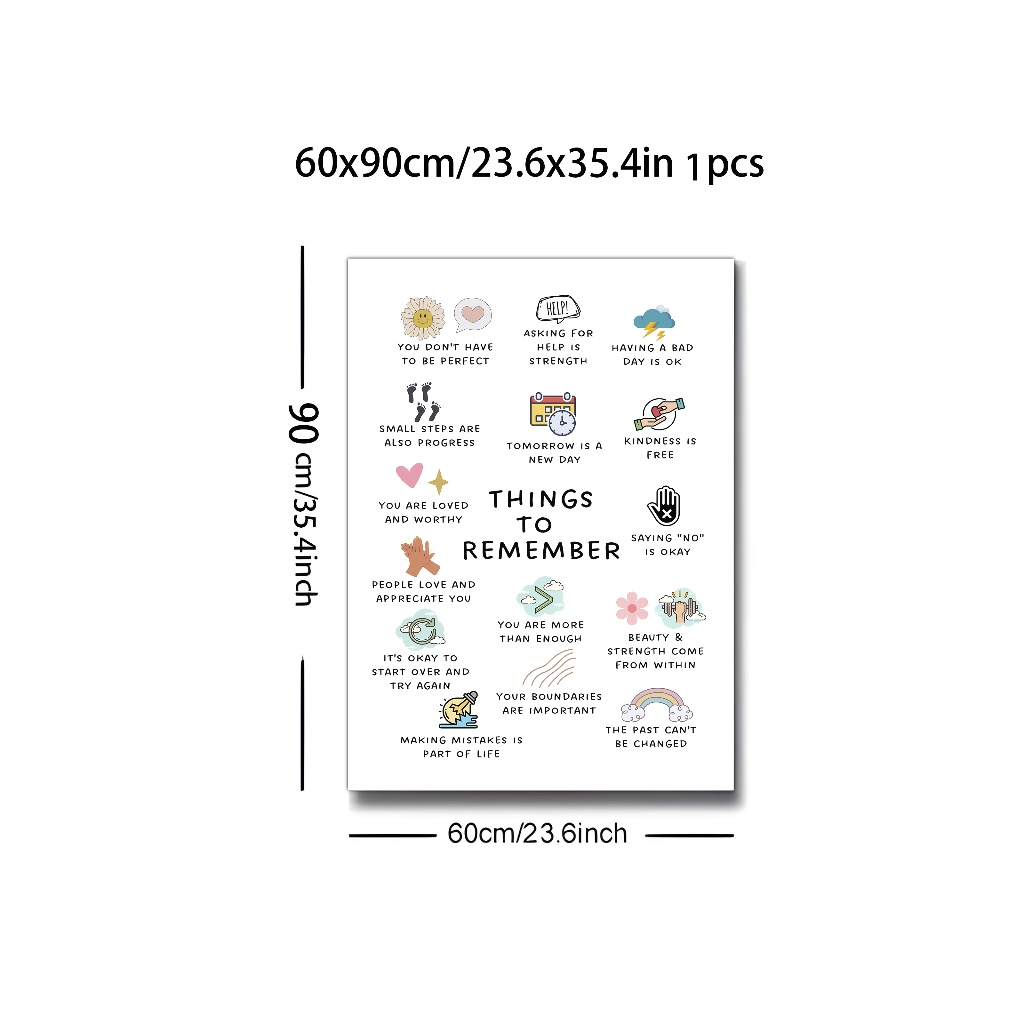 60x90cm/23.6x35.4in 1pcs
90 cm/35.4inch
YOU DON'T HAVE
TO BE PERFECT
HELP!
ASKING FOR
HELP IS
STRENGTH
HAVING A BAD
DAY IS OK
SMALL STEPS ARE
ALSO PROGRESS
TOMORROW IS A
NEW DAY
KINDNESS IS
FREE
YOU ARE LOVED
AND WORTHY
THINGS
TO
REMEMBER
SAYING "NO"
IS OKAY
PEOPLE LOVE AND
APPRECIATE YOU
YOU ARE MORE
THAN ENOUGH
BEAUTY &
STRENGTH COME
FROM WITHIN
IT'S OKAY TO
START OVER AND
TRY AGAIN
YOUR BOUNDARIES
ARE IMPORTANT
THE PAST CAN'T
BE CHANGED
MAKING MISTAKES IS
PART OF LIFE
60cm/23.6inch